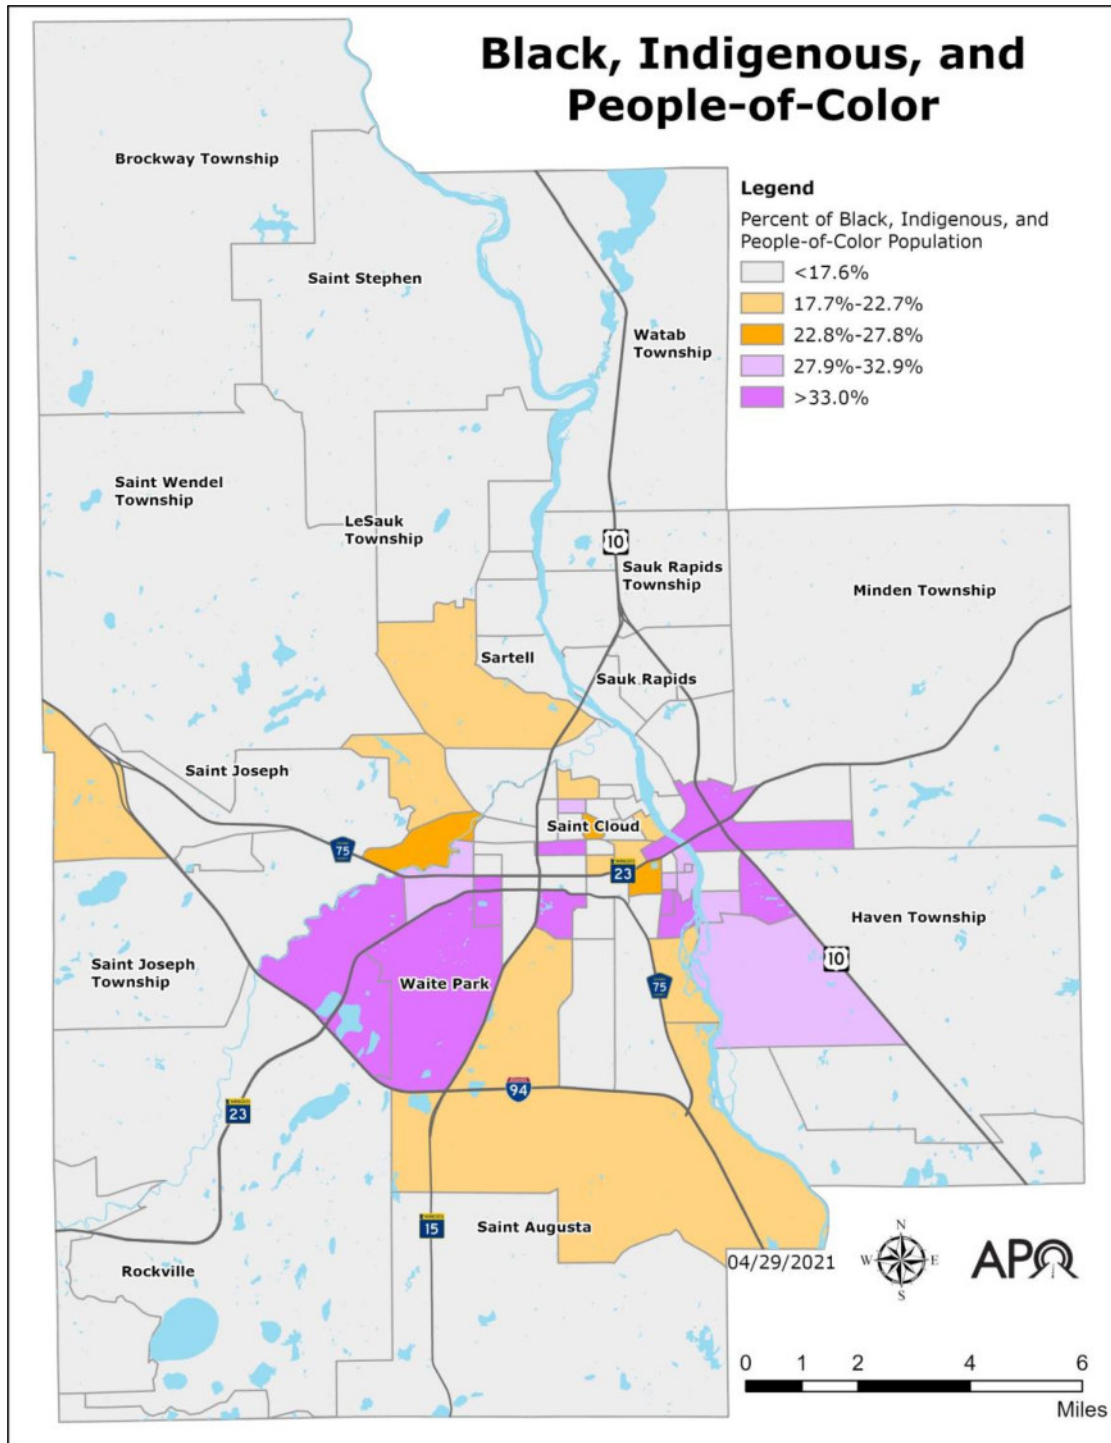 Black, Indigenous, and
People-of-Color
Brockway Township
Legend
Percent of Black, Indigenous, and
People-of-Color Population
<17.6%
17.7%-22.7%
22.8%-27.8%
27.9%-32.9%
>33.0%
Saint Stephen
Watab
Township
Saint Wendel
Township
LeSauk
Township
10
Sauk Rapids
Township
Minden Township
Sartell
Sauk Rapids
Saint Joseph
Saint Cloud
75
23
Haven Township
Saint Joseph
Township
Waite Park
10
75
94
23
15
Saint Augusta
Rockville
04/29/2021
N
W
E
S
APO
0 1 2 4 6
Miles